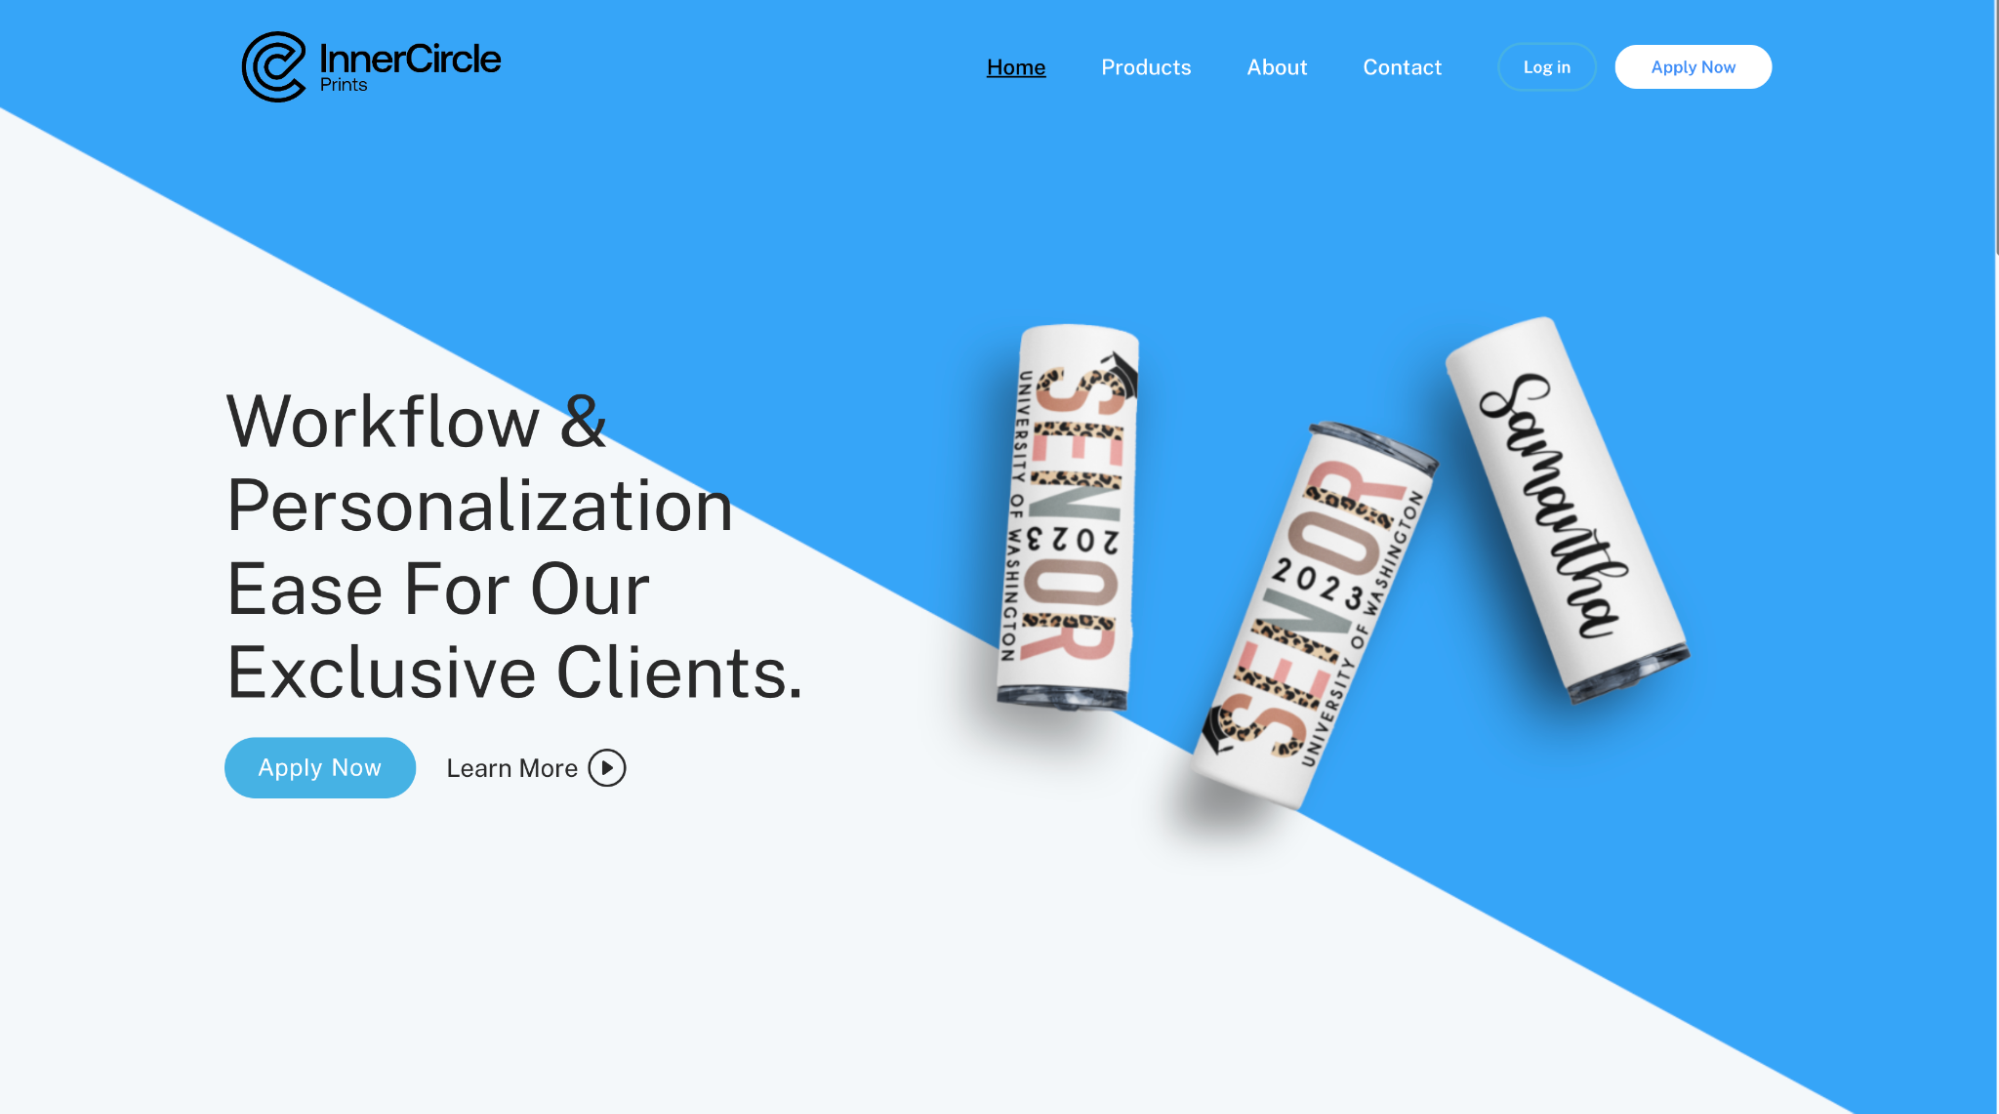 InnerCircle
Prints
Home
Products
About
Contact
Log in
Apply Now
Workflow &
Personalization
Ease For Our
Exclusive Clients.
Apply Now
Learn More
SENIOR
2023
UNIVERSITY OF WASHINGTON
SENIOR
2023
UNIVERSITY OF WASHINGTON
Samantha